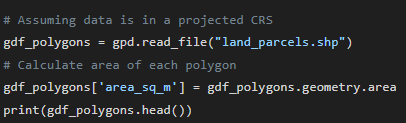 # Assuming data is in a projected CRS
gdf_polygons = gpd.read_file("land_parcels.shp")
# Calculate area of each polygon
gdf_polygons['area_sq_m'] = gdf_polygons.geometry.area
print(gdf_polygons.head())